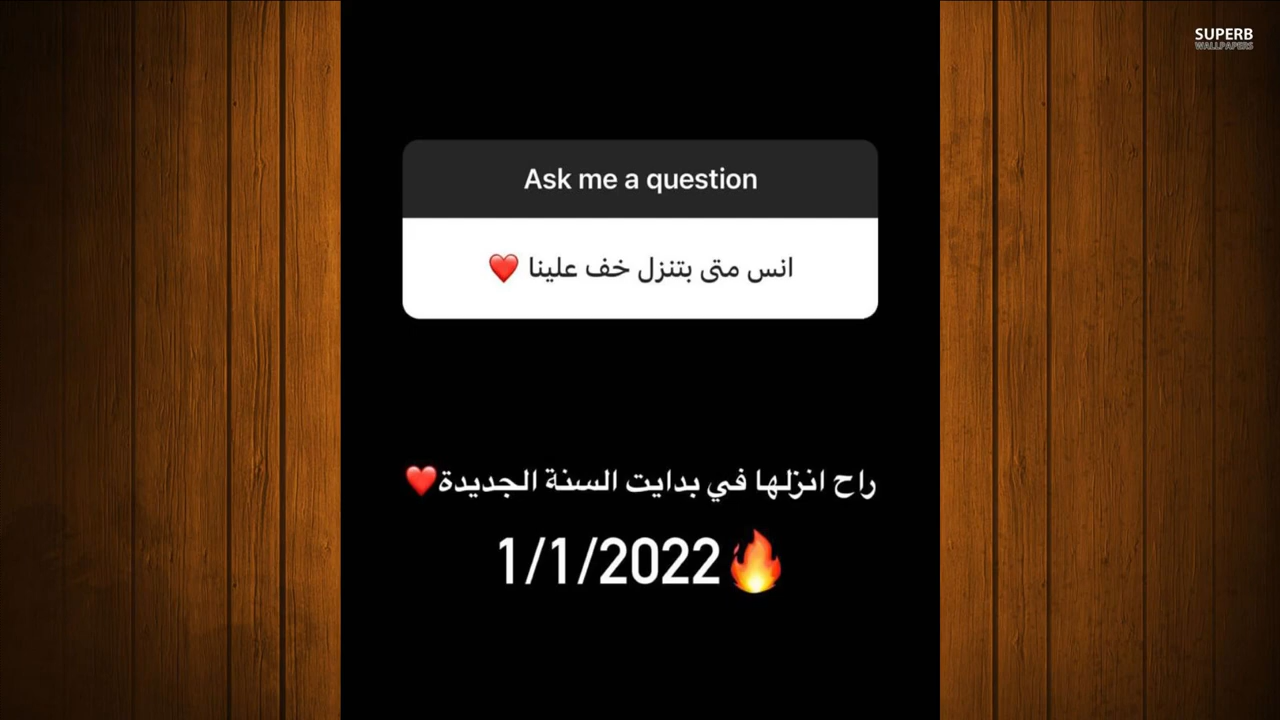 SUPERB
WALLPAPERS
Ask me a question
انس متى بتنزل خف علينا ❤️
راح انزلها في بدايت السنة الجديدة❤️
1/1/2022🔥